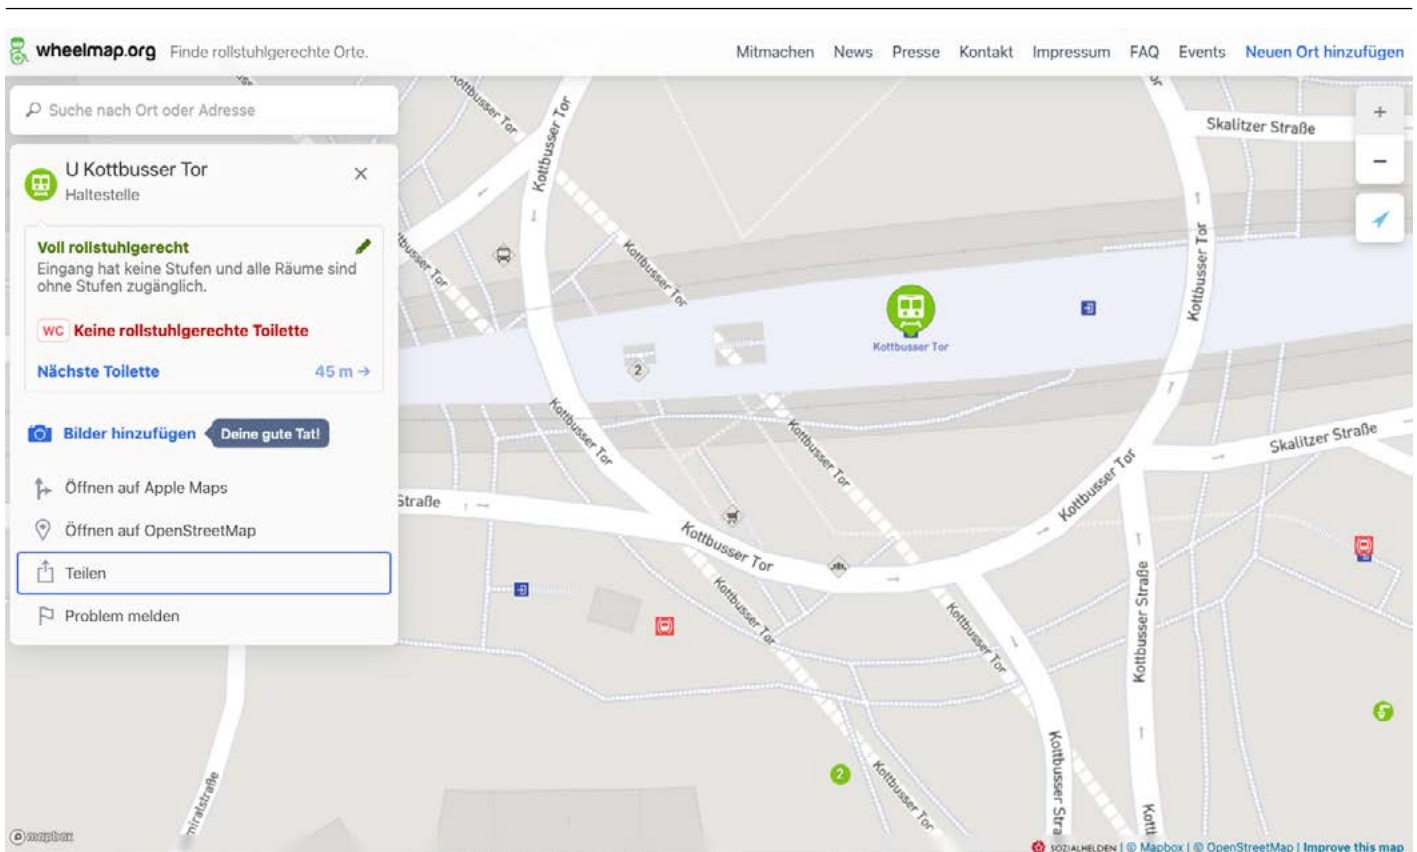 wheelmap.org Finde rollstuhlgerechte Orte.
Mitmachen News Presse Kontakt Impressum FAQ Events Neuen Ort hinzufügen
Suche nach Ort oder Adresse
U Kottbusser Tor
Haltestelle
Voll rollstuhlgerecht
Eingang hat keine Stufen und alle Räume sind
ohne Stufen zugänglich.
WC Keine rollstuhlgerechte Toilette
Nächste Toilette 45 m →
Bilder hinzufügen Deine gute Tat!
Öffnen auf Apple Maps
Öffnen auf OpenStreetMap
Teilen
Problem melden
Kottbusser Tor
Kottbusser Tor
Skalitzer Straße
+
−
Kottbusser Tor
Kottbusser Tor
Kottbusser Tor
2
Kottbusser Tor
Kottbusser Tor
Skalitzer Straße
Kottbusser Tor
Straße
Kottbusser Tor
Kottbusser Tor
Kottbusser Tor
Kottbusser Straße
Kottbusser Tor
2
mapbox
SOZIALHELDEN | © Mapbox | © OpenStreetMap | Improve this map